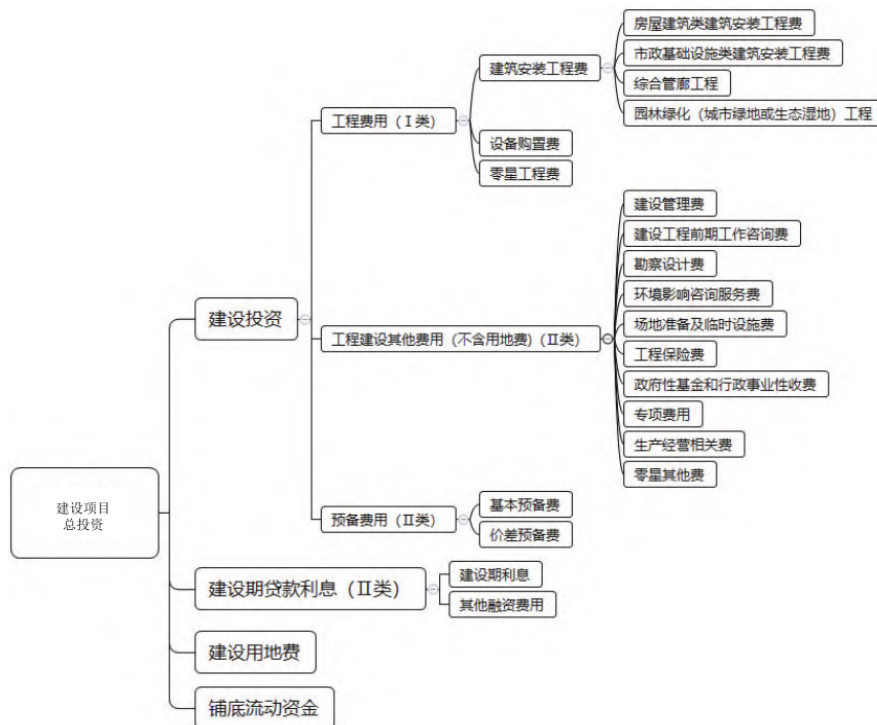 建设项目
总投资
建设投资
工程费用（Ⅰ类）
建筑安装工程费
房屋建筑类建筑安装工程费
市政基础设施类建筑安装工程费
综合管廊工程
园林绿化（城市绿地或生态湿地）工程
设备购置费
零星工程费
工程建设其他费用（不含用地费)（Ⅱ类）
建设管理费
建设工程前期工作咨询费
勘察设计费
环境影响咨询服务费
场地准备及临时设施费
工程保险费
政府性基金和行政事业性收费
专项费用
生产经营相关费
零星其他费
预备费用（Ⅱ类）
基本预备费
价差预备费
建设期贷款利息（Ⅱ类）
建设期利息
其他融资费用
建设用地费
铺底流动资金